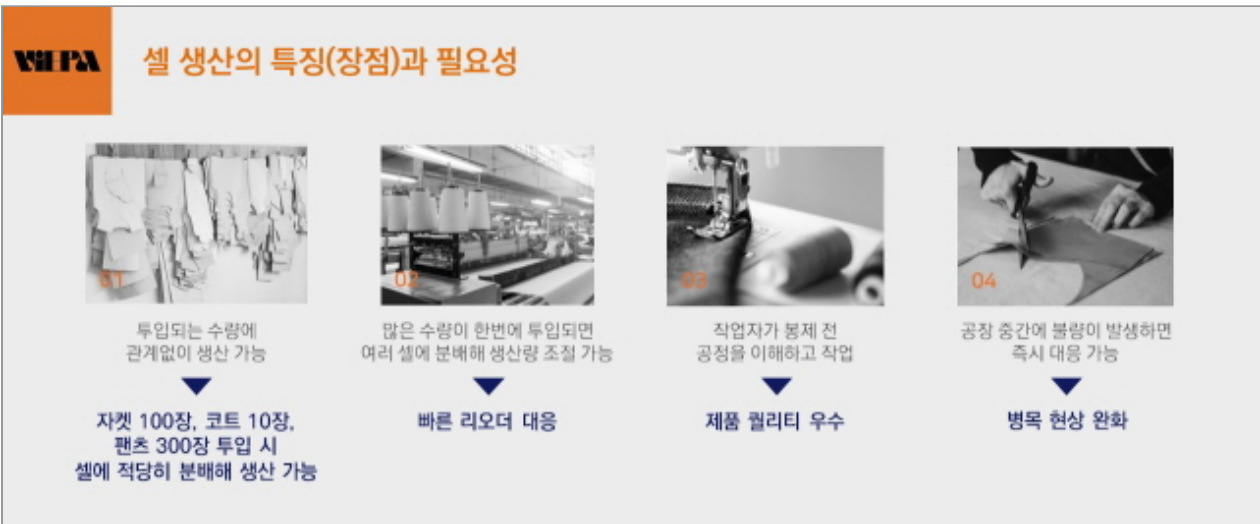 ViEPA
셀 생산의 특징(장점)과 필요성
01
투입되는 수량에
관계없이 생산 가능
자켓 100장, 코트 10장,
팬츠 300장 투입 시
셀에 적당히 분배해 생산 가능
02
많은 수량이 한번에 투입되면
여러 셀에 분배해 생산량 조절 가능
빠른 리오더 대응
03
작업자가 봉제 전
공정을 이해하고 작업
제품 퀄리티 우수
04
공장 중간에 불량이 발생하면
즉시 대응 가능
병목 현상 완화